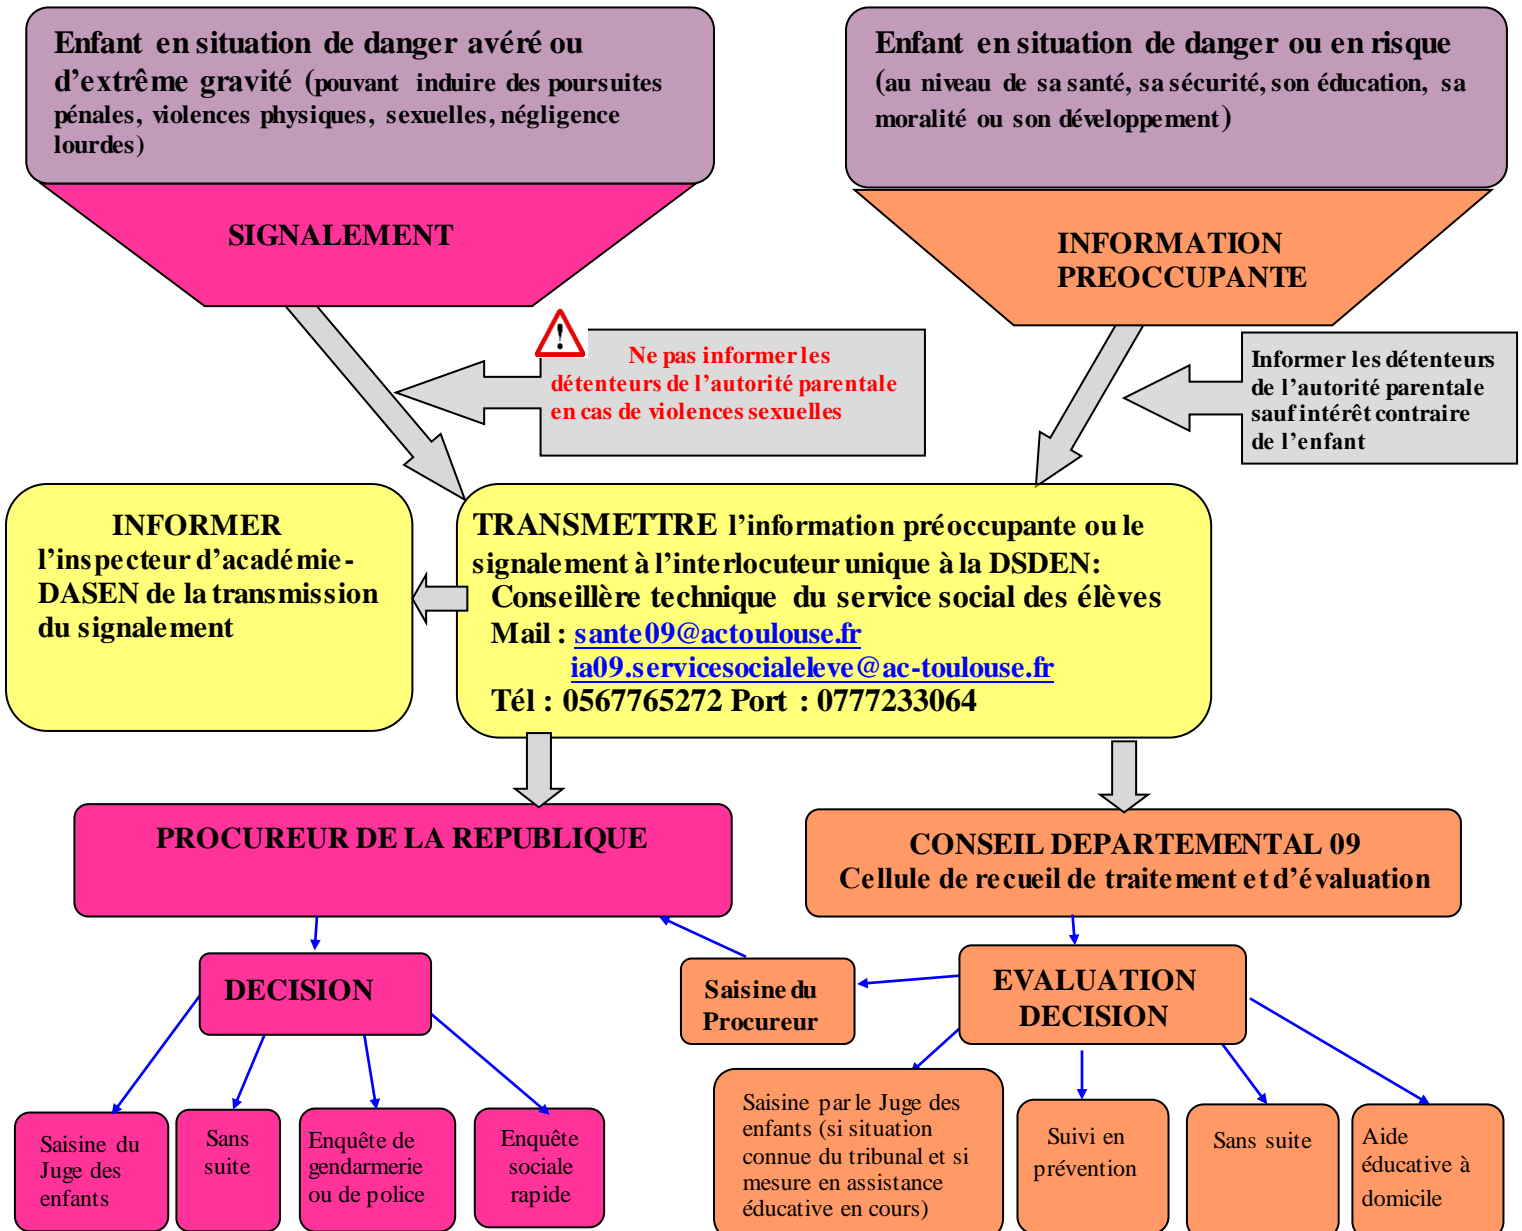 Enfant en situation de danger avéré ou
d'extrême gravité (pouvant induire des poursuites
pénales, violences physiques, sexuelles, négligence
lourdes)
SIGNALEMENT
Enfant en situation de danger ou en risque
(au niveau de sa santé, sa sécurité, son éducation, sa
moralité ou son développement)
INFORMATION
PREOCCUPANTE
Ne pas informer les
détenteurs de l'autorité parentale
en cas de violences sexuelles
Informer les détenteurs
de l'autorité parentale
sauf intérêt contraire
de l'enfant
INFORMER
l'inspecteur d'académie-
DASEN de la transmission
du signalement
TRANSMETTRE l'information préoccupante ou le
signalement à l'interlocuteur unique à la DSDEN:
Conseillère technique du service social des élèves
Mail : sante09@actoulouse.fr
ia09.servicesocialeleve@ac-toulouse.fr
Tél : 0567765272 Port : 0777233064
PROCUREUR DE LA REPUBLIQUE
CONSEIL DEPARTEMENTAL 09
Cellule de recueil de traitement et d'évaluation
DECISION
Saisine du
Procureur
EVALUATION
DECISION
Saisine du
Juge des
enfants
Sans
suite
Enquête de
gendarmerie
ou de police
Enquête
sociale
rapide
Saisine par le Juge des
enfants (si situation
connue du tribunal et si
mesure en assistance
éducative en cours)
Suivi en
prévention
Sans suite
Aide
éducative à
domicile